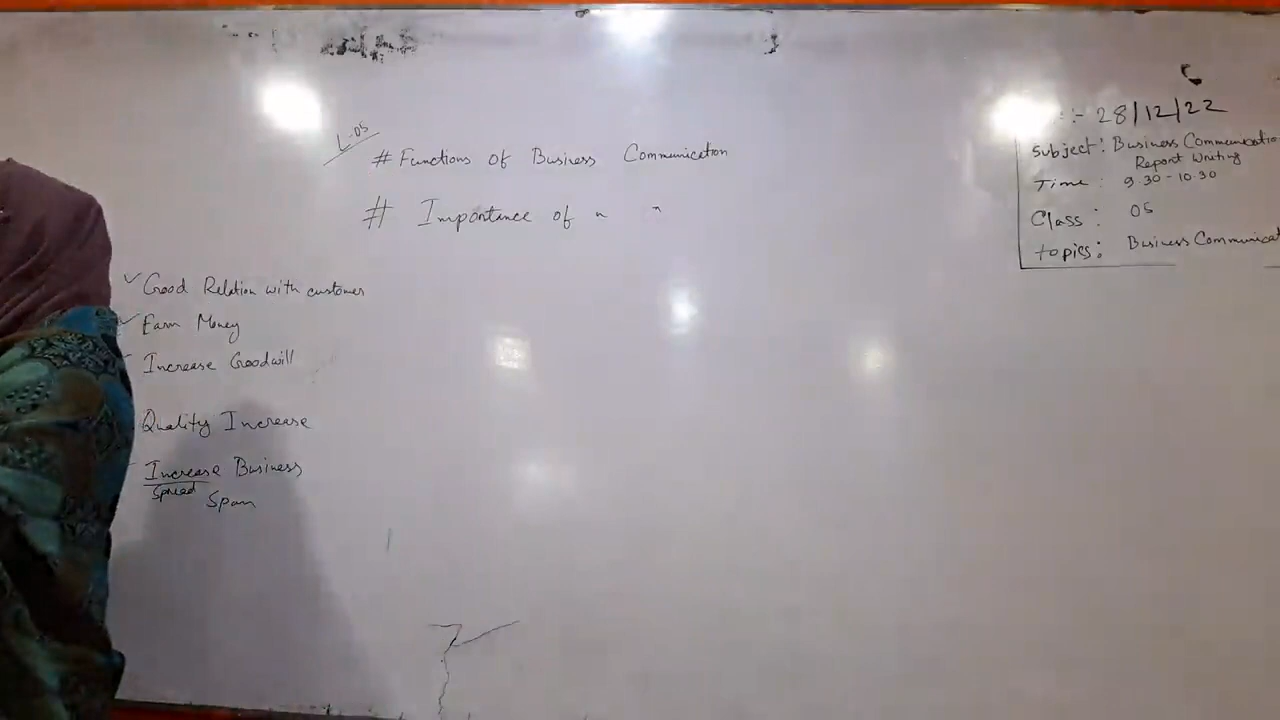 L-05
# Functions of Business Communication
# Importance of " "
✓ Good Relation with customer
✓ Earn Money
Increase Goodwill
Quality Increase
Increase Business
Spread Span
:- 28/12/22
Subject: Business Communicatio
Report Writing
Time: 9.30-10.30
Class: 05
topics: Business Communicat